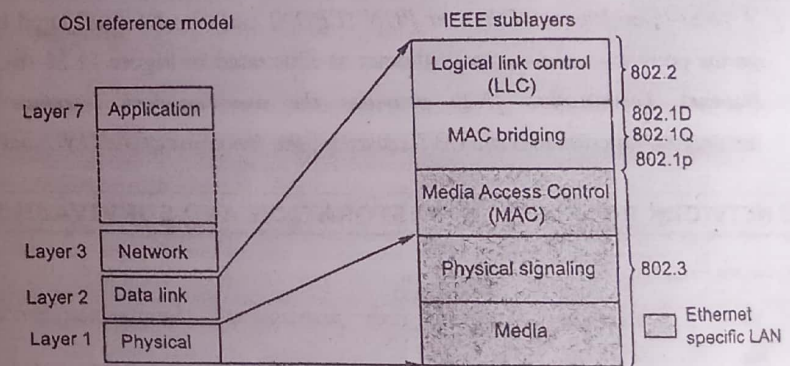 OSI reference model
IEEE sublayers
Layer 7
Application
Layer 3
Network
Layer 2
Data link
Layer 1
Physical
Logical link control
(LLC)
MAC bridging
Media Access Control
(MAC)
Physical signaling
Media
802.2
802.1D
802.1Q
802.1p
802.3
Ethernet
specific LAN